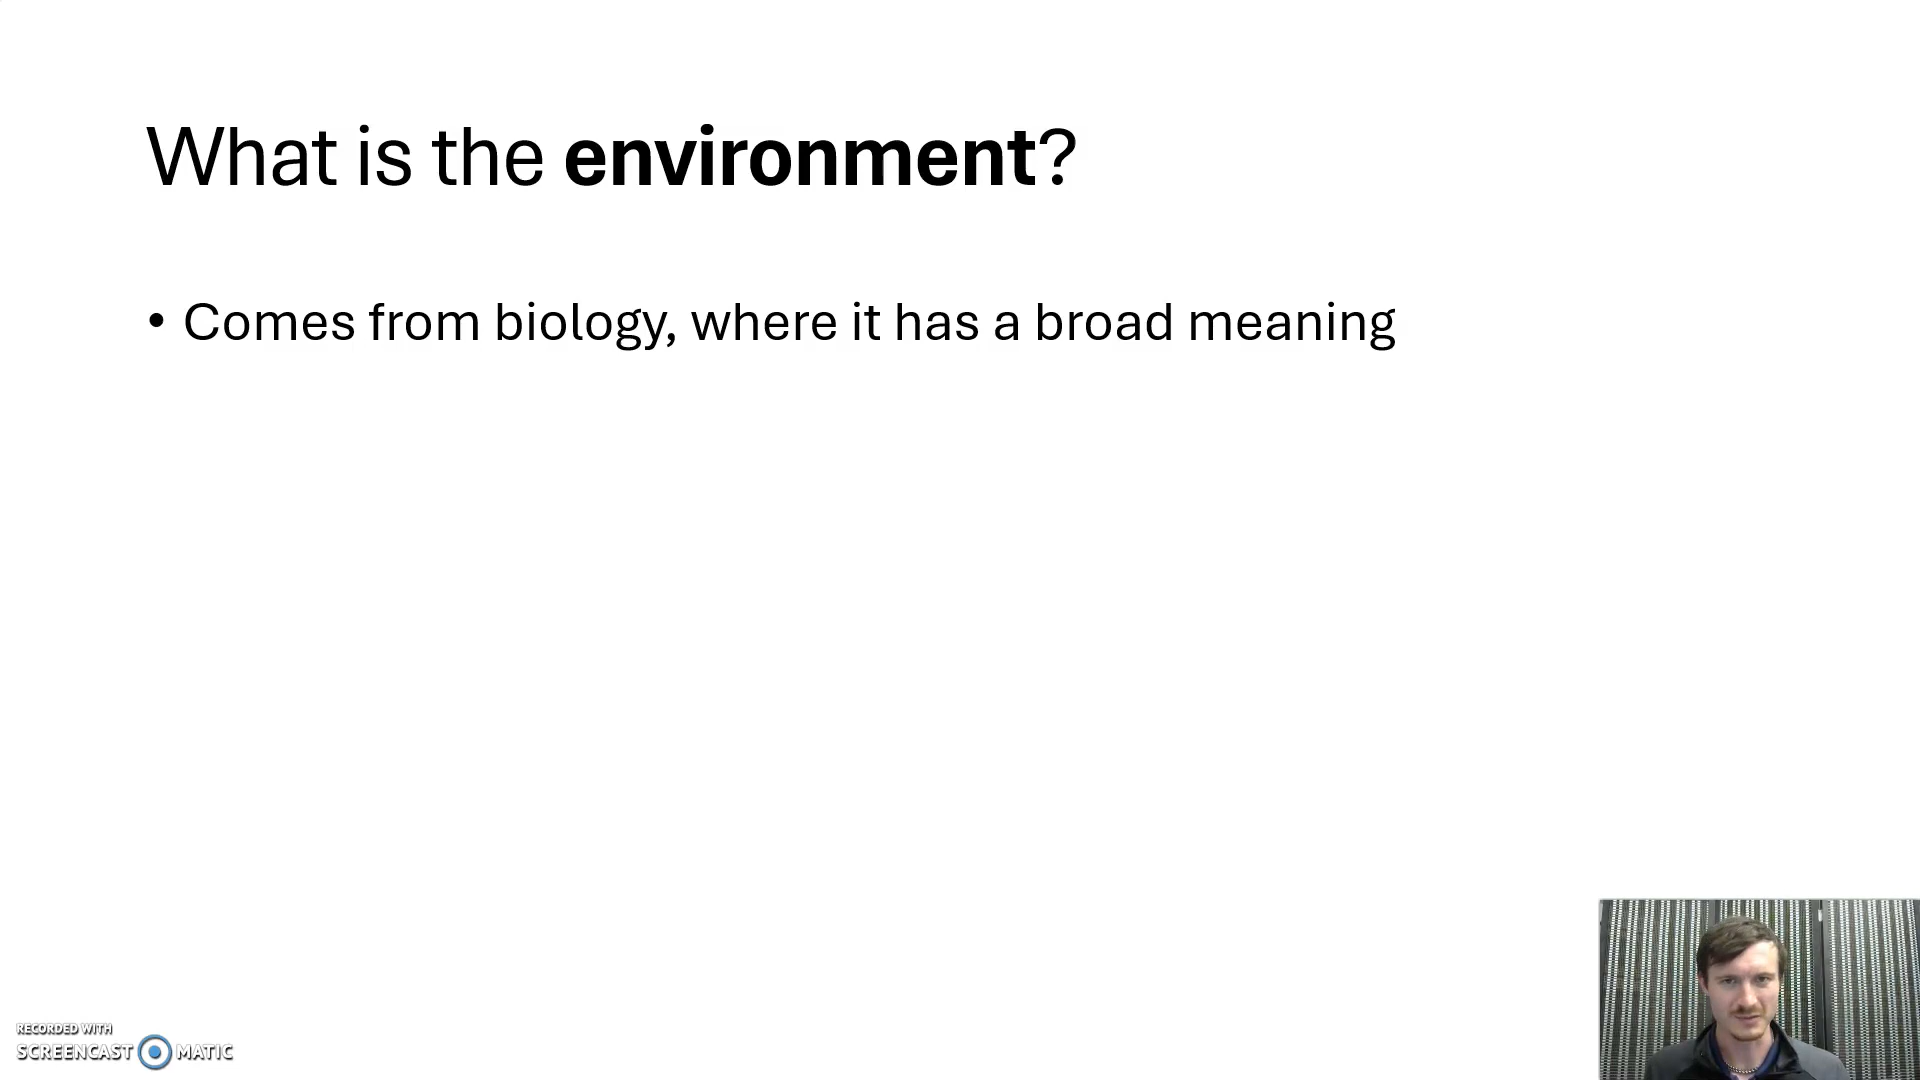 What is the environment?
• Comes from biology, where it has a broad meaning
RECORDED WITH
SCREENCAST MATIC